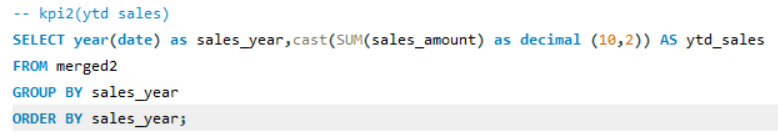 -- kpi2(ytd sales)
SELECT year(date) as sales_year,cast(SUM(sales_amount) as decimal (10,2)) AS ytd_sales
FROM merged2
GROUP BY sales_year
ORDER BY sales_year;